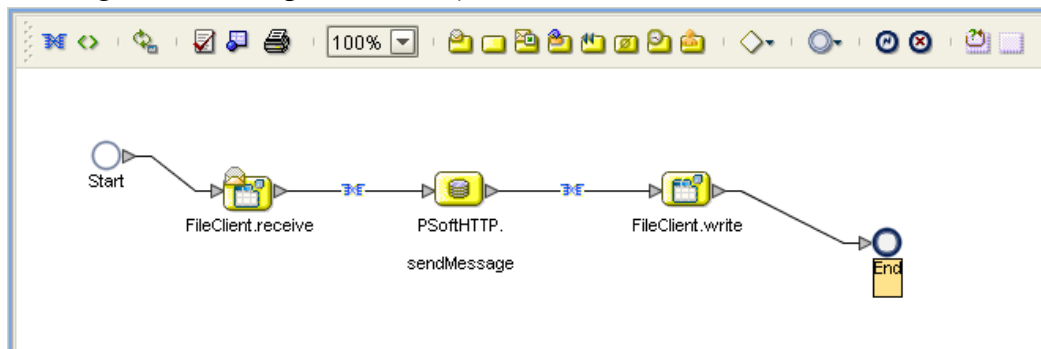 100%
Start
FileClient.receive
PSoftHTTP.
sendMessage
FileClient.write
End